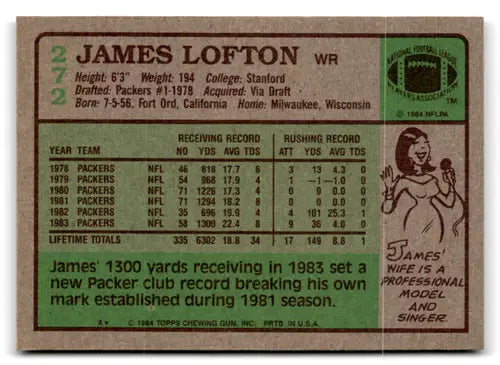 272
JAMES LOFTON WR
Height: 6'3" Weight: 194 College: Stanford
Drafted: Packers #1-1978 Acquired: Via Draft
Born: 7-5-56, Fort Ord, California Home: Milwaukee, Wisconsin
NATIONAL FOOTBALL LEAGUE
PLAYERS ASSOCIATION
TM
© 1984 NFLPA
RECEIVING RECORD RUSHING RECORD
YEAR TEAM NO YDS AVG TDS ATT YDS AVG TDS
1978 PACKERS NFL 46 818 17.7 6 3 13 4.3 0
1979 PACKERS NFL 54 968 17.9 4 1 -1 -1.0 0
1980 PACKERS NFL 71 1226 17.3 4 0 0 0
1981 PACKERS NFL 71 1294 18.2 8 0 0 0
1982 PACKERS NFL 35 696 19.9 4 4 101 25.3 1
1983 PACKERS NFL 58 1300 22.4 8 9 36 4.0 0
LIFETIME TOTALS 335 6302 18.8 34 17 149 8.8 1
James' 1300 yards receiving in 1983 set a
new Packer club record breaking his own
mark established during 1981 season.
JAMES'
WIFE IS A
PROFESSIONAL
MODEL
AND
SINGER.
A* © 1984 TOPPS CHEWING GUM, INC. PRTD. IN U.S.A.